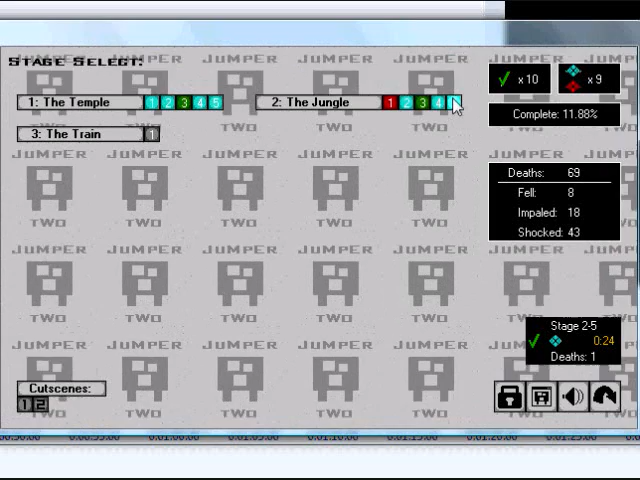 STAGE SELECT:
1: The Temple 1 2 3 4 5
2: The Jungle 1 2 3 4
3: The Train 1
x 10
x 9
Complete: 11.88%
Deaths: 69
Fell: 8
Impaled: 18
Shocked: 43
Stage 2-5
0:24
Deaths: 1
Cutscenes:
1 2
JUMPER
TWO